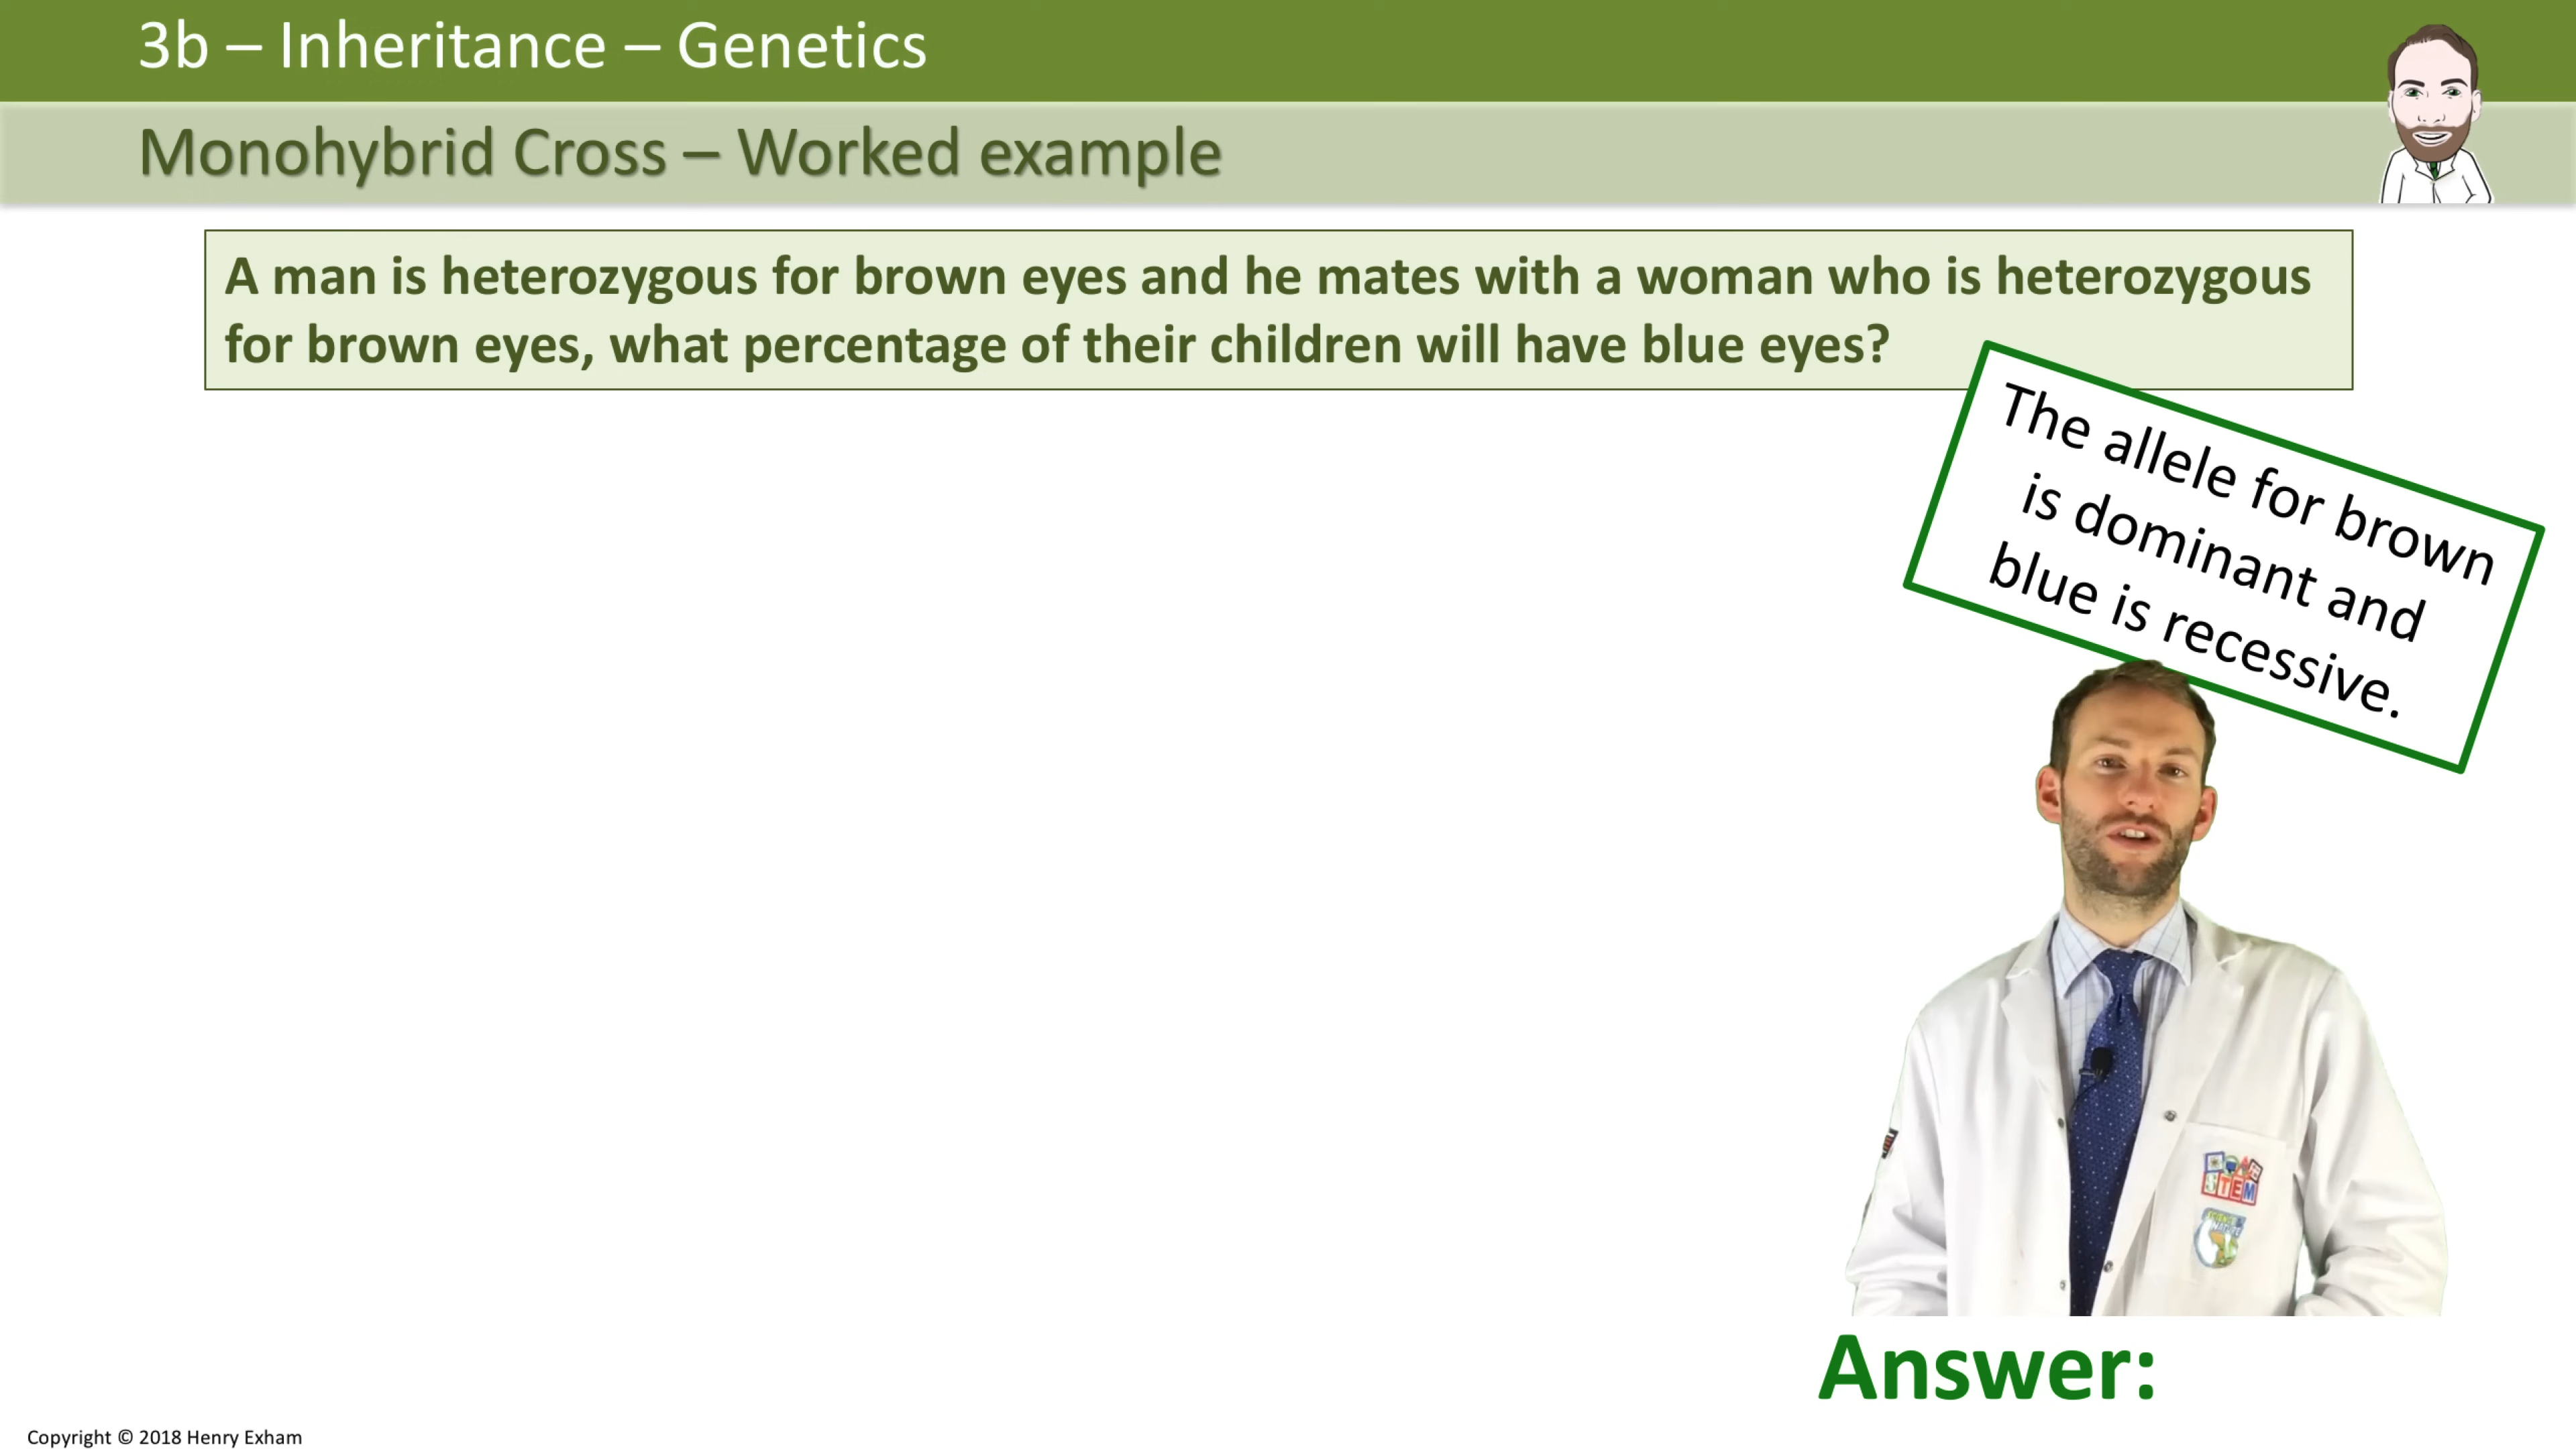 3b – Inheritance – Genetics
Monohybrid Cross – Worked example
A man is heterozygous for brown eyes and he mates with a woman who is heterozygous
for brown eyes, what percentage of their children will have blue eyes?
The allele for brown
is dominant and
blue is recessive.
STEM
Answer:
Copyright © 2018 Henry Exham